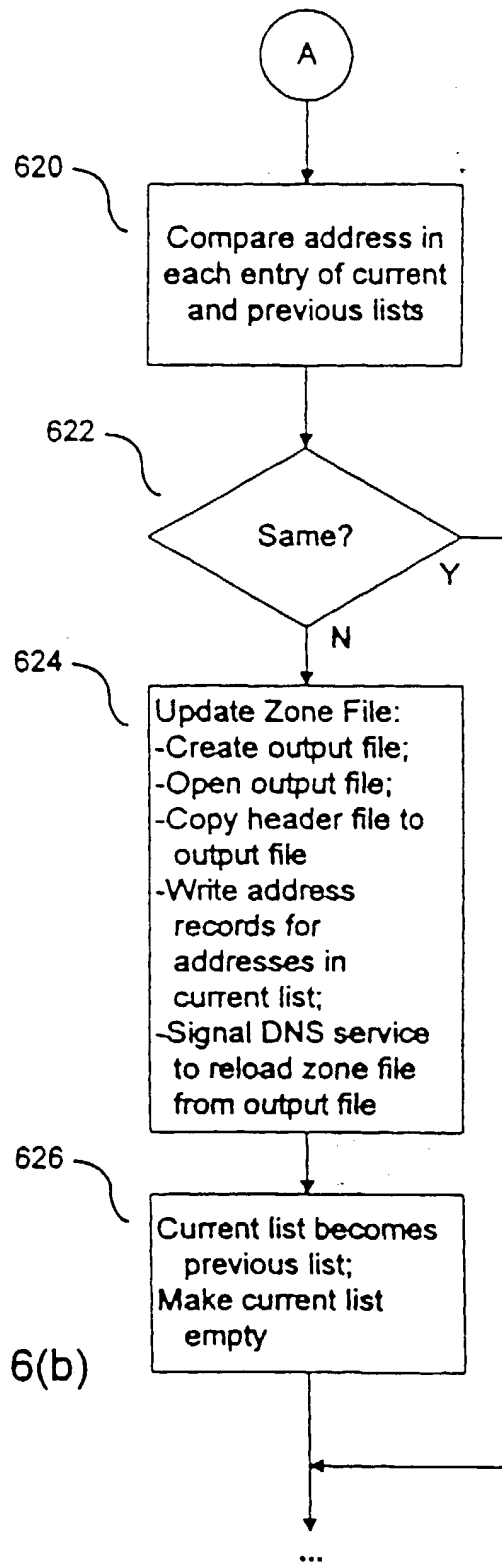 A
620
Compare address in
each entry of current
and previous lists
622
Same?
Y
N
624
Update Zone File:
-Create output file;
-Open output file;
-Copy header file to
output file
-Write address
records for
addresses in
current list;
-Signal DNS service
to reload zone file
from output file
626
Current list becomes
previous list;
Make current list
empty
6(b)
...